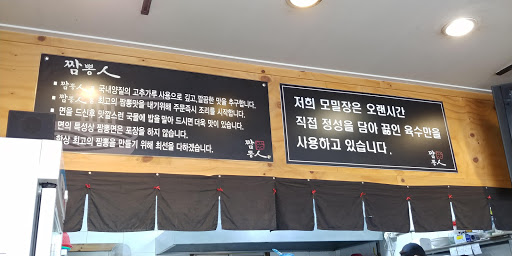 짬뽕人
짬뽕人은 국내양질의 고추가루 사용으로 깊고, 깔끔한 맛을 추구합니다.
짬뽕人은 최고의 짬뽕맛을 내기위해 주문즉시 조리를 시작합니다.
면을 드신후 맛깔스런 국물에 밥을 말아 드시면 더욱 맛이 있습니다.
면의 특성상 짬뽕면은 포장을 하지 않습니다.
항상 최고의 짬뽕을 만들기 위해 최선을 다하겠습니다.
짬뽕人
저희 모밀장은 오랜시간
직접 정성을 담아 끓인 육수만을
사용하고 있습니다.
짬뽕人